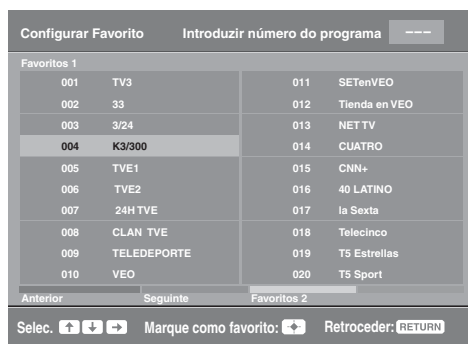 Configurar Favorito Introduzir número do programa –––
Favoritos 1
001 TV3 011 SETenVEO
002 33 012 Tienda en VEO
003 3/24 013 NET TV
004 K3/300 014 CUATRO
005 TVE1 015 CNN+
006 TVE2 016 40 LATINO
007 24H TVE 017 la Sexta
008 CLAN TVE 018 Telecinco
009 TELEDEPORTE 019 T5 Estrellas
010 VEO 020 T5 Sport
Anterior Seguinte Favoritos 2
Selec. ↑ ↓ → Marque como favorito: Retroceder: RETURN